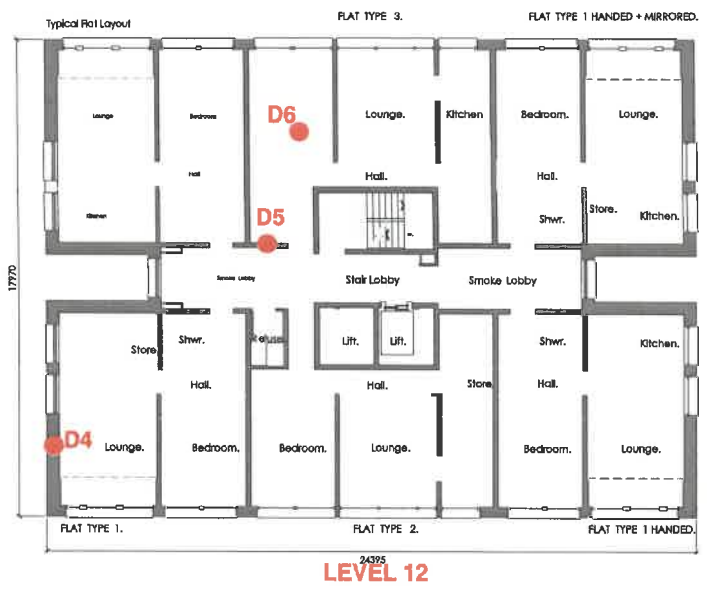 FLAT TYPE 3.
FLAT TYPE 1 HANDED + MIRRORED.
Typical Flat Layout
D6
Lounge
Bedroom
Lounge.
Kitchen
Bedroom.
Lounge.
Hall
Hall.
Hall.
Kitchen
D5
Shwr.
Store.
Kitchen.
Smoke Lobby
Stair Lobby
Smoke Lobby
17970
Store
Shwr.
Refuse
Lift.
Lift.
Shwr.
Kitchen.
Hall.
Hall.
Store
Hall.
D4
Lounge.
Bedroom.
Bedroom.
Lounge.
Bedroom.
Lounge.
FLAT TYPE 1.
FLAT TYPE 2.
FLAT TYPE 1 HANDED.
24395
LEVEL 12